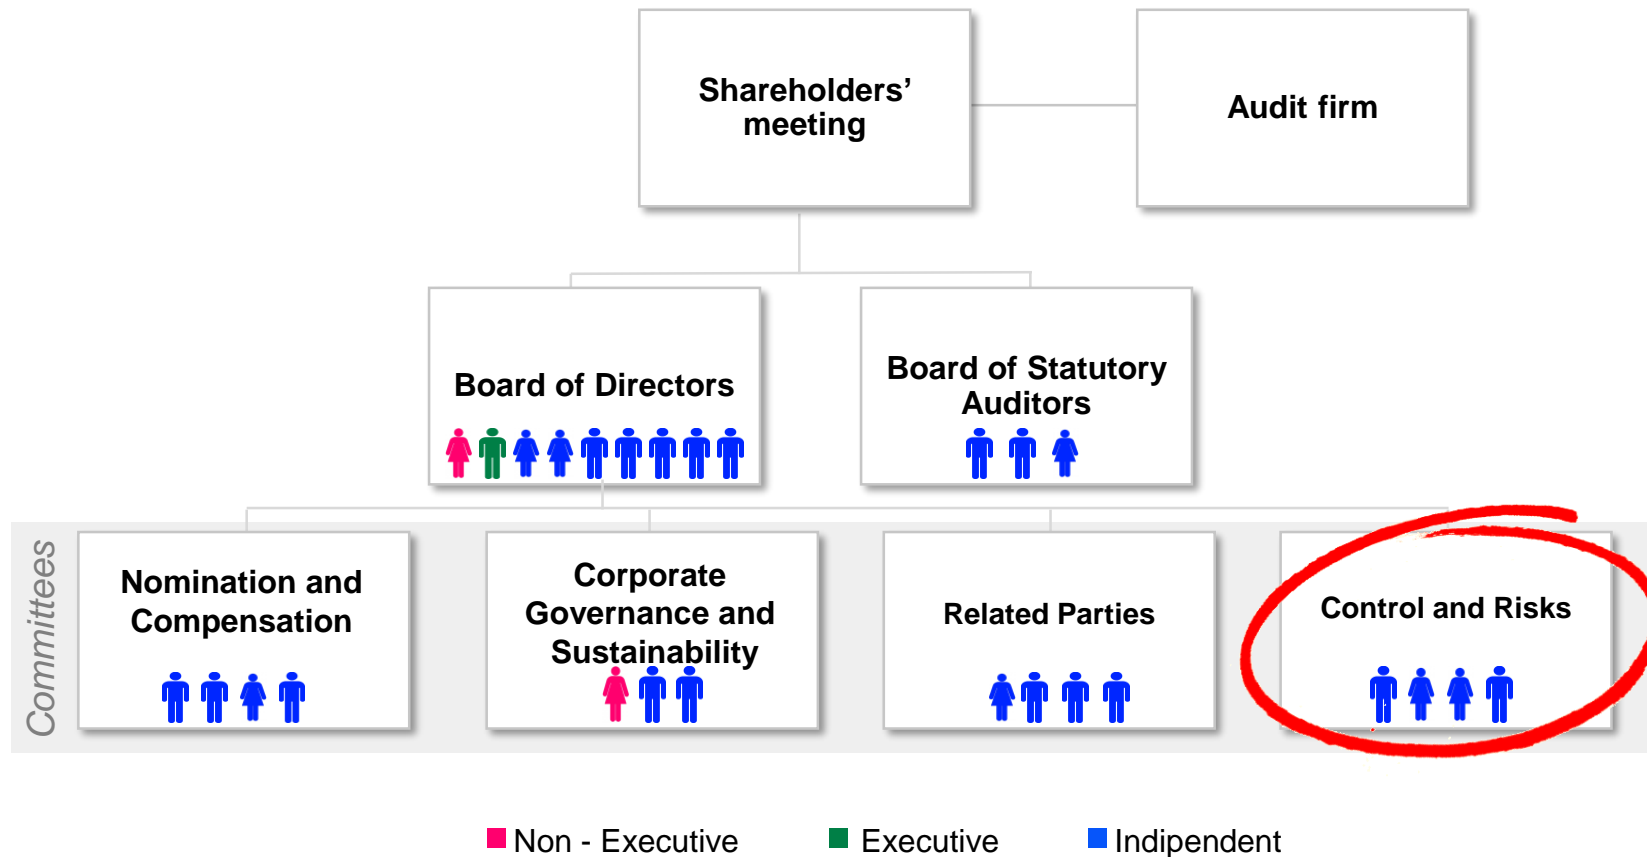 Shareholders’
meeting
Audit firm
Board of Directors
Board of Statutory
Auditors
Committees
Nomination and
Compensation
Corporate
Governance and
Sustainability
Related Parties
Control and Risks
Non - Executive
Executive
Indipendent